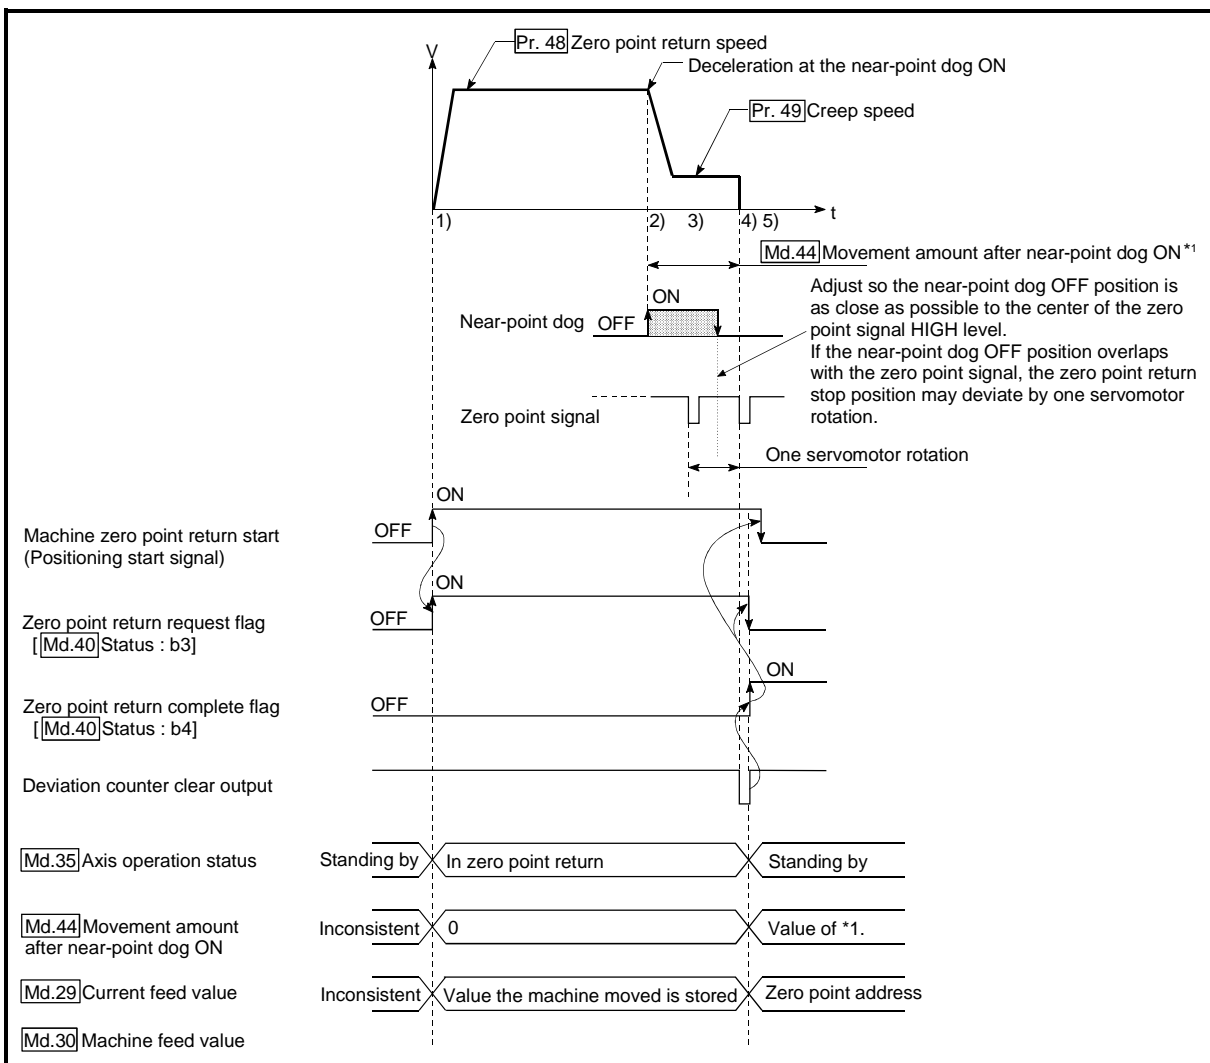 Pr. 48 Zero point return speed
V
Deceleration at the near-point dog ON
Pr. 49 Creep speed
t
1) 2) 3) 4) 5)
Md.44 Movement amount after near-point dog ON*1
Adjust so the near-point dog OFF position is
as close as possible to the center of the zero
point signal HIGH level.
If the near-point dog OFF position overlaps
with the zero point signal, the zero point return
stop position may deviate by one servomotor
rotation.
ON
Near-point dog OFF
Zero point signal
One servomotor rotation
ON
Machine zero point return start
(Positioning start signal)
OFF
ON
Zero point return request flag
[ Md.40 Status : b3]
OFF
ON
Zero point return complete flag
[ Md.40 Status : b4]
OFF
Deviation counter clear output
Md.35 Axis operation status Standing by In zero point return Standing by
Md.44 Movement amount
after near-point dog ON
Inconsistent 0 Value of *1.
Md.29 Current feed value Inconsistent Value the machine moved is stored Zero point address
Md.30 Machine feed value